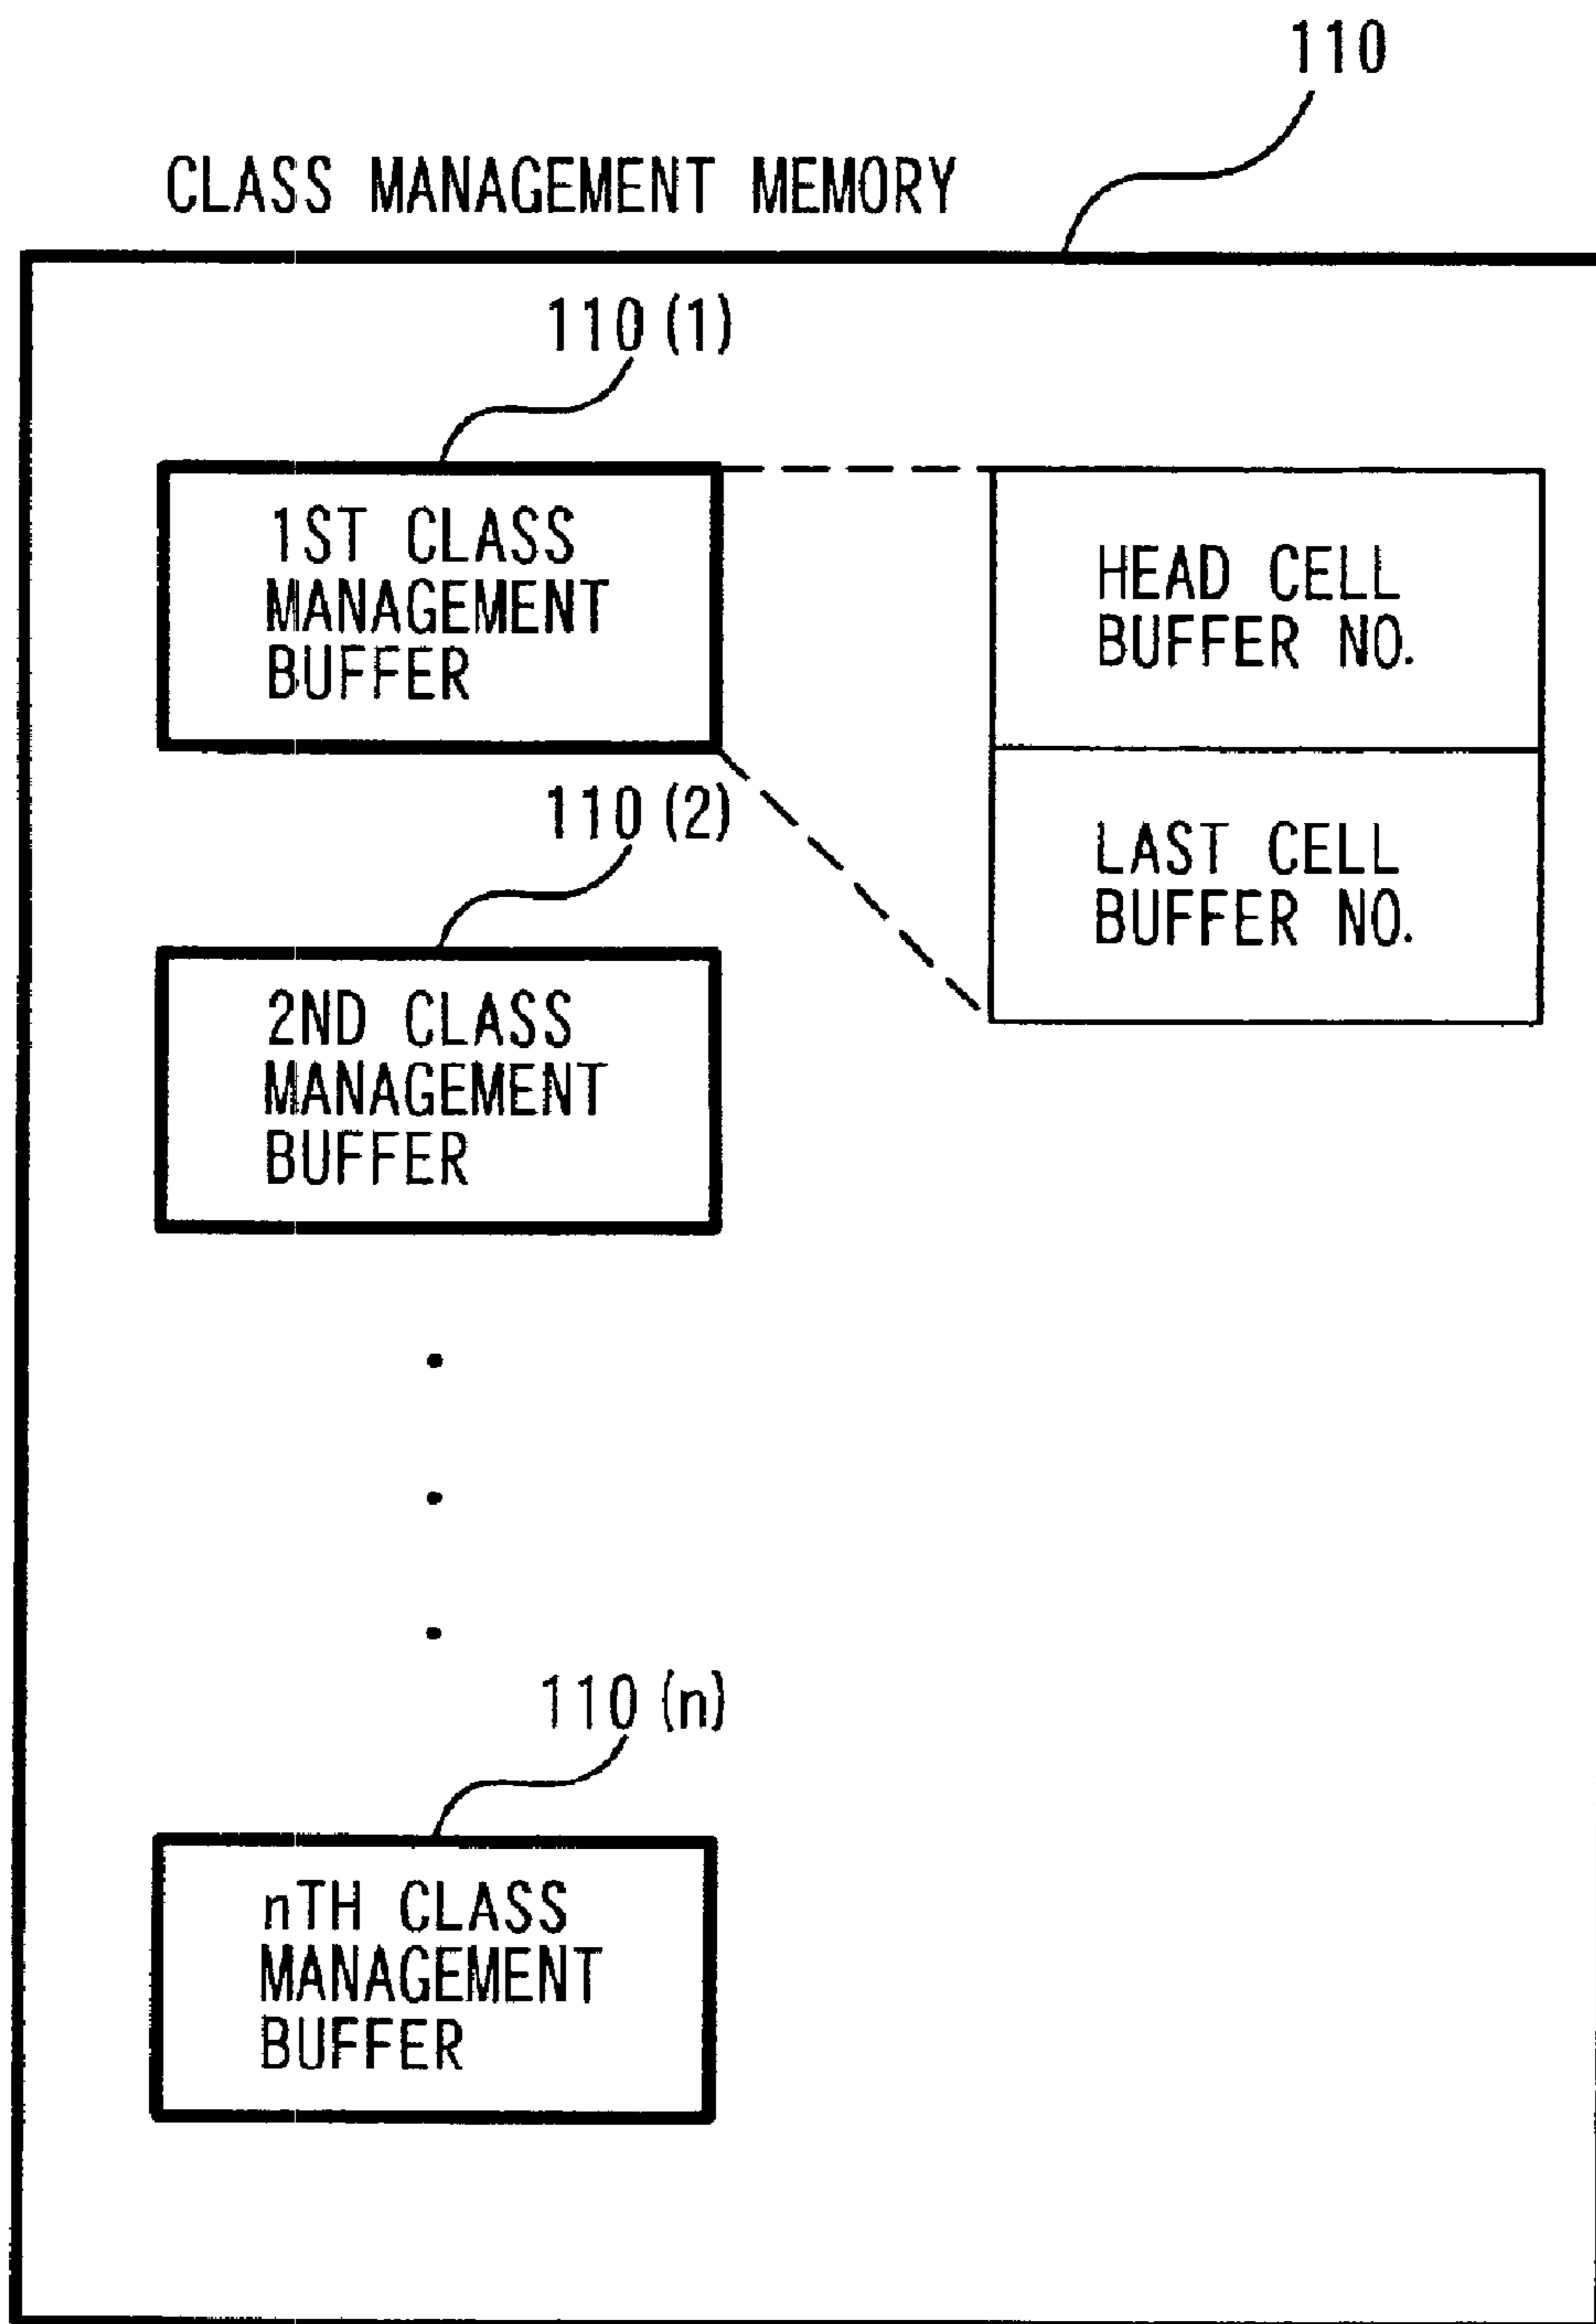 110
CLASS MANAGEMENT MEMORY
110 (1)
1ST CLASS
MANAGEMENT
BUFFER
HEAD CELL
BUFFER NO.
LAST CELL
BUFFER NO.
110 (2)
2ND CLASS
MANAGEMENT
BUFFER
110 (n)
nTH CLASS
MANAGEMENT
BUFFER